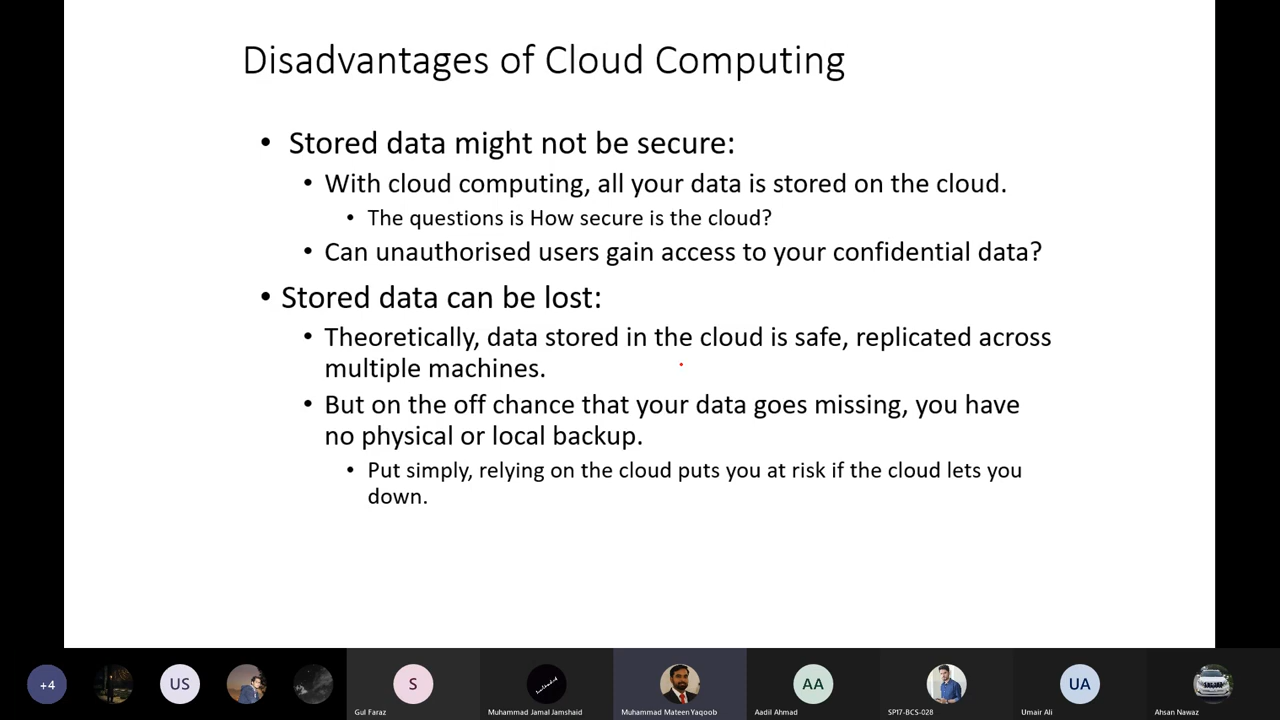 Disadvantages of Cloud Computing
• Stored data might not be secure:
• With cloud computing, all your data is stored on the cloud.
• The questions is How secure is the cloud?
• Can unauthorised users gain access to your confidential data?
• Stored data can be lost:
• Theoretically, data stored in the cloud is safe, replicated across
multiple machines.
• But on the off chance that your data goes missing, you have
no physical or local backup.
• Put simply, relying on the cloud puts you at risk if the cloud lets you
down.
+4
US
S
AA
UA
Gul Faraz
Muhammad Jamal Jamshaid
Muhammad Mateen Yaqoob
Aadil Ahmad
SP17-BCS-028
Umair Ali
Ahsan Nawaz